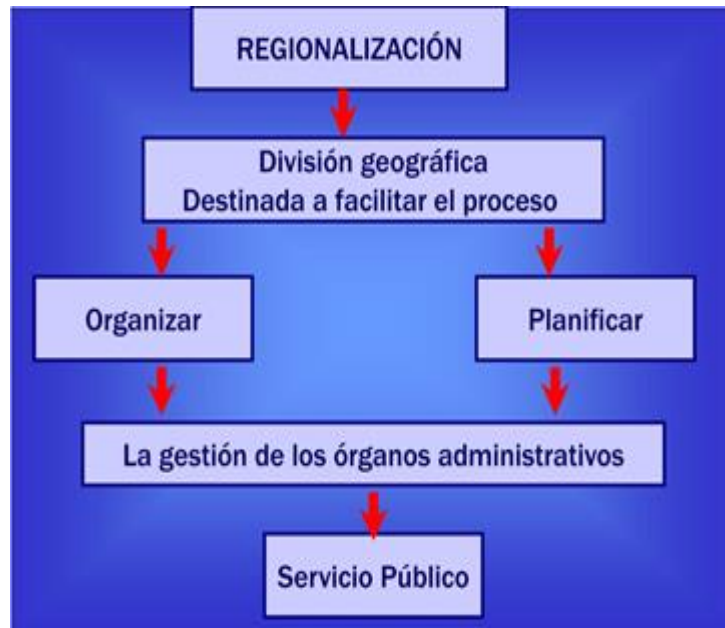 REGIONALIZACIÓN
División geográfica
Destinada a facilitar el proceso
Organizar
Planificar
La gestión de los órganos administrativos
Servicio Público